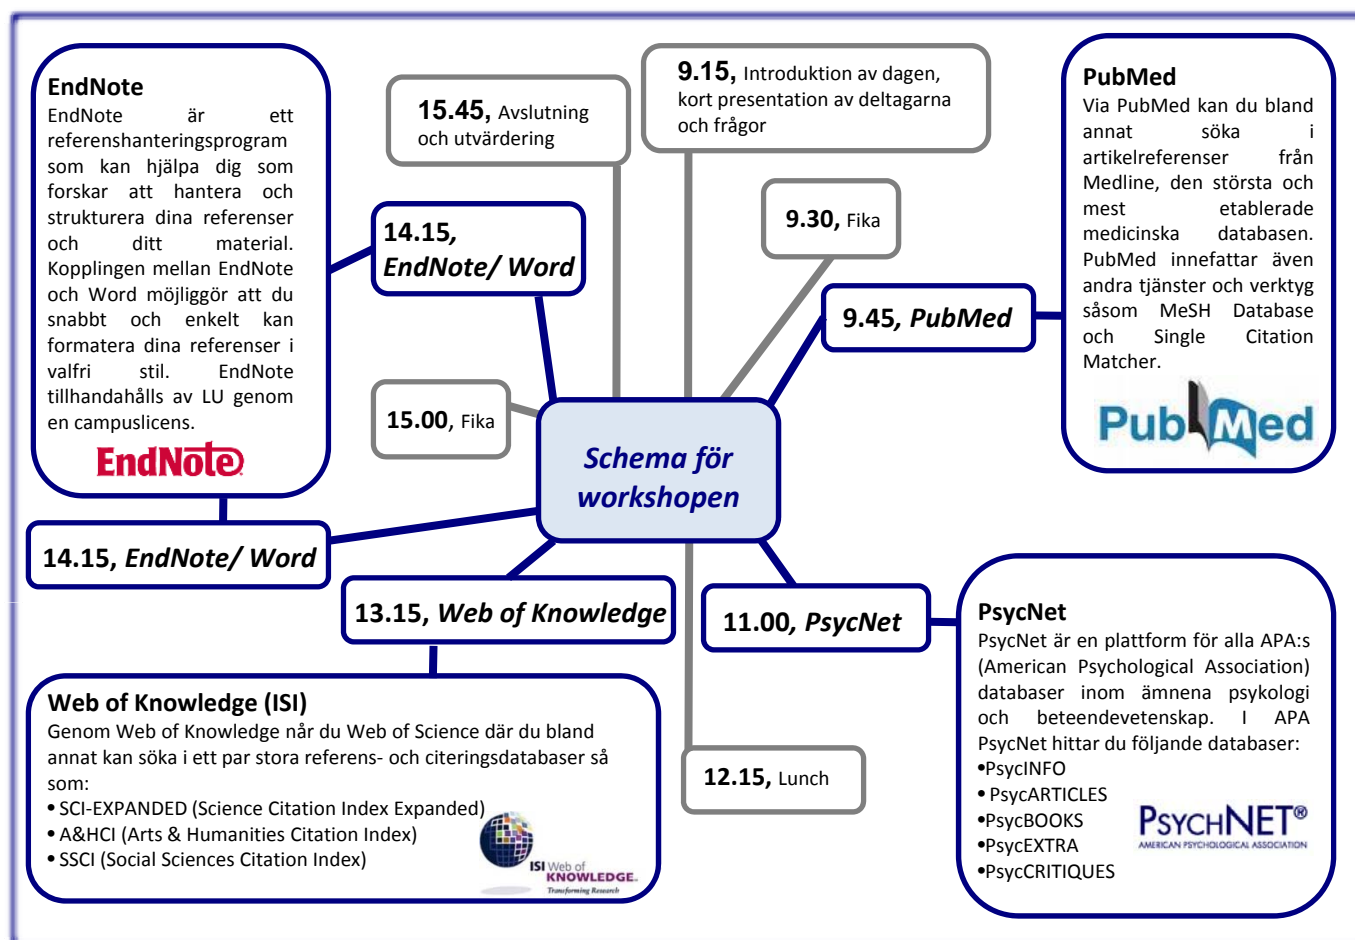 EndNote
EndNote är ett
referenshanteringsprogram
som kan hjälpa dig som
forskar att hantera och
strukturera dina referenser
och ditt material.
Kopplingen mellan EndNote
och Word möjliggör att du
snabbt och enkelt kan
formatera dina referenser i
valfri stil. EndNote
tillhandahålls av LU genom
en campuslicens.
EndNote
15.45, Avslutning
och utvärdering
9.15, Introduktion av dagen,
kort presentation av deltagarna
och frågor
PubMed
Via PubMed kan du bland
annat söka i
artikelreferenser från
Medline, den största och
mest etablerade
medicinska databasen.
PubMed innefattar även
andra tjänster och verktyg
såsom MeSH Database
och Single Citation
Matcher.
PubMed
14.15,
EndNote/ Word
9.30, Fika
9.45, PubMed
15.00, Fika
Schema för
workshopen
14.15, EndNote/ Word
13.15, Web of Knowledge
11.00, PsycNet
12.15, Lunch
Web of Knowledge (ISI)
Genom Web of Knowledge når du Web of Science där du bland
annat kan söka i ett par stora referens- och citeringsdatabaser så
som:
• SCI-EXPANDED (Science Citation Index Expanded)
• A&HCI (Arts & Humanities Citation Index)
• SSCI (Social Sciences Citation Index)
ISI Web of
KNOWLEDGE.
Transforming Research
PsycNet
PsycNet är en plattform för alla APA:s
(American Psychological Association)
databaser inom ämnena psykologi
och beteendevetenskap. I APA
PsycNet hittar du följande databaser:
•PsycINFO
• PsycARTICLES
•PsycBOOKS
•PsycEXTRA
•PsycCRITIQUES
PSYCHNET®
AMERICAN PSYCHOLOGICAL ASSOCIATION